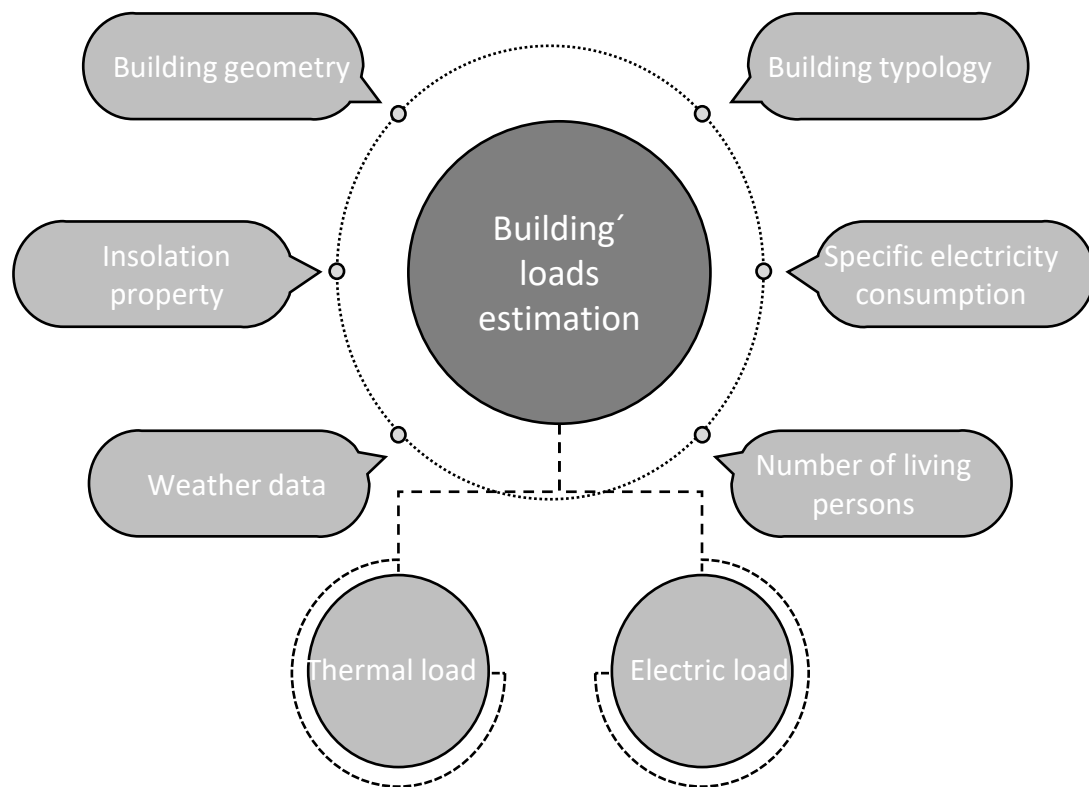 Building geometry
Building typology
Building´
loads
estimation
Insolation
property
Specific electricity
consumption
Weather data
Number of living
persons
Thermal load
Electric load